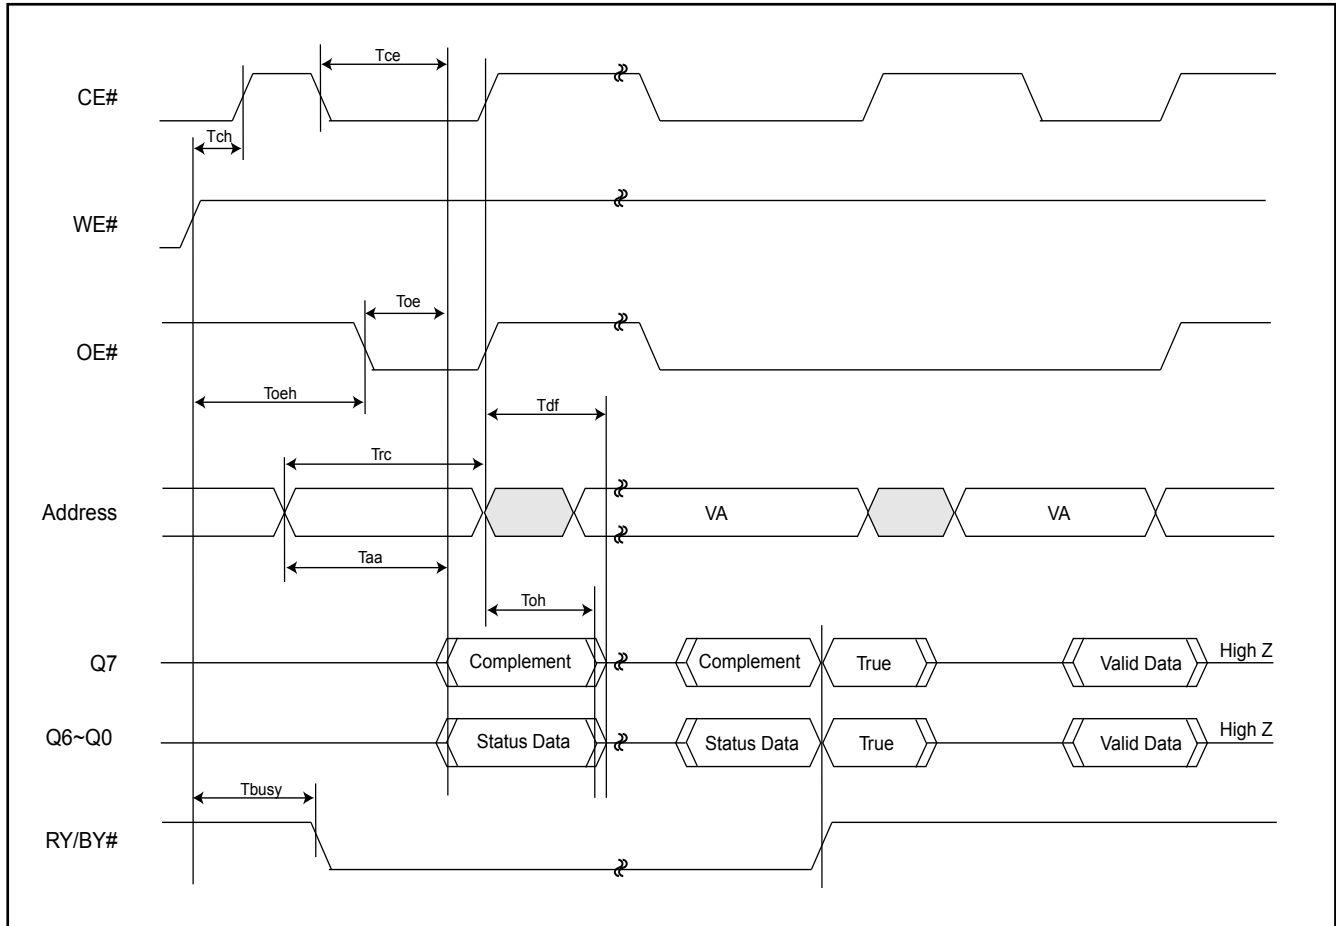 Tce
CE#
Tch
WE#
Toe
OE#
Toeh
Tdf
Trc
Address
VA
VA
Taa
Toh
Q7
Complement
Complement
True
Valid Data
High Z
Q6~Q0
Status Data
Status Data
True
Valid Data
High Z
Tbusy
RY/BY#